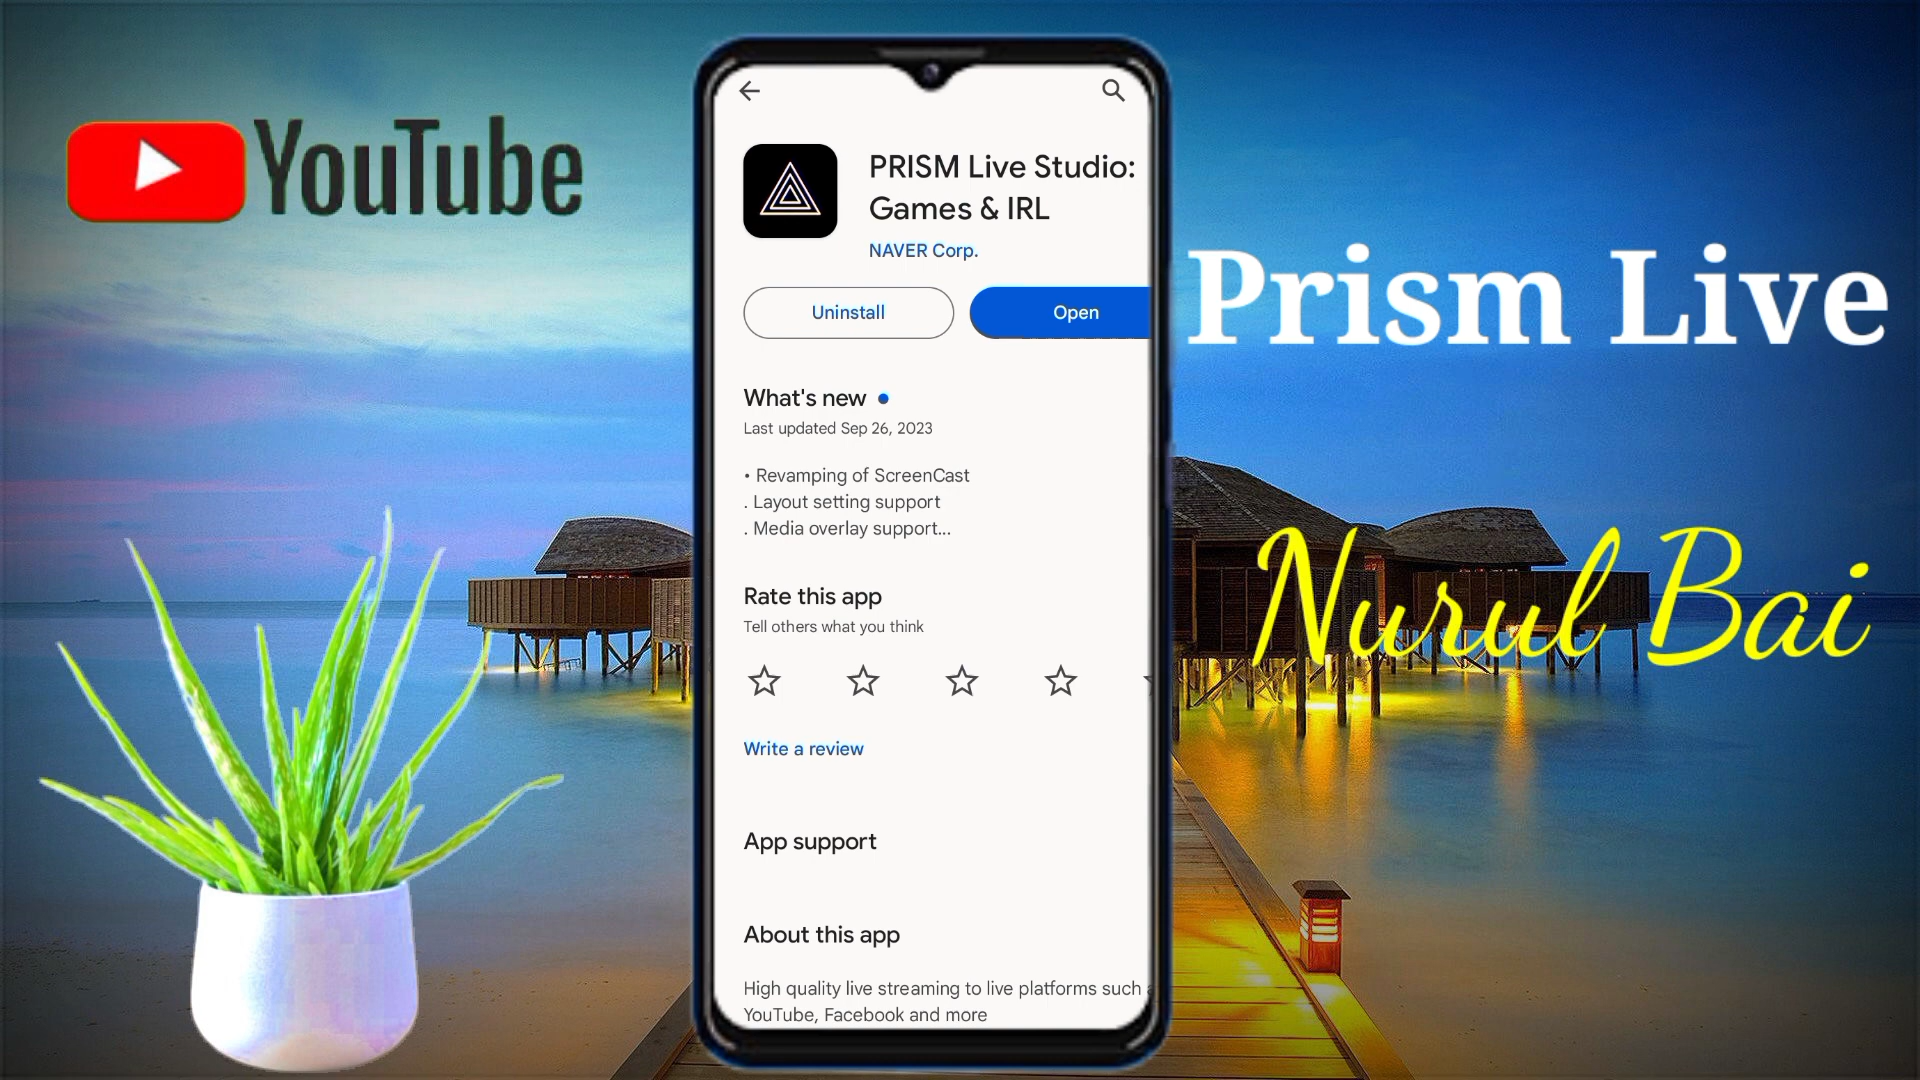 YouTube
PRISM Live Studio:
Games & IRL
NAVER Corp.
Uninstall
Open
What's new
Last updated Sep 26, 2023
• Revamping of ScreenCast
. Layout setting support
. Media overlay support...
Rate this app
Tell others what you think
Write a review
App support
About this app
High quality live streaming to live platforms such
YouTube, Facebook and more
Prism Live
Nurul Bai